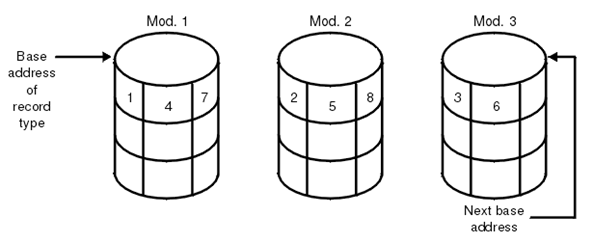 Mod. 1
Mod. 2
Mod. 3
Base
address
of
record
type
1
4
7
2
5
8
3
6
Next base
address